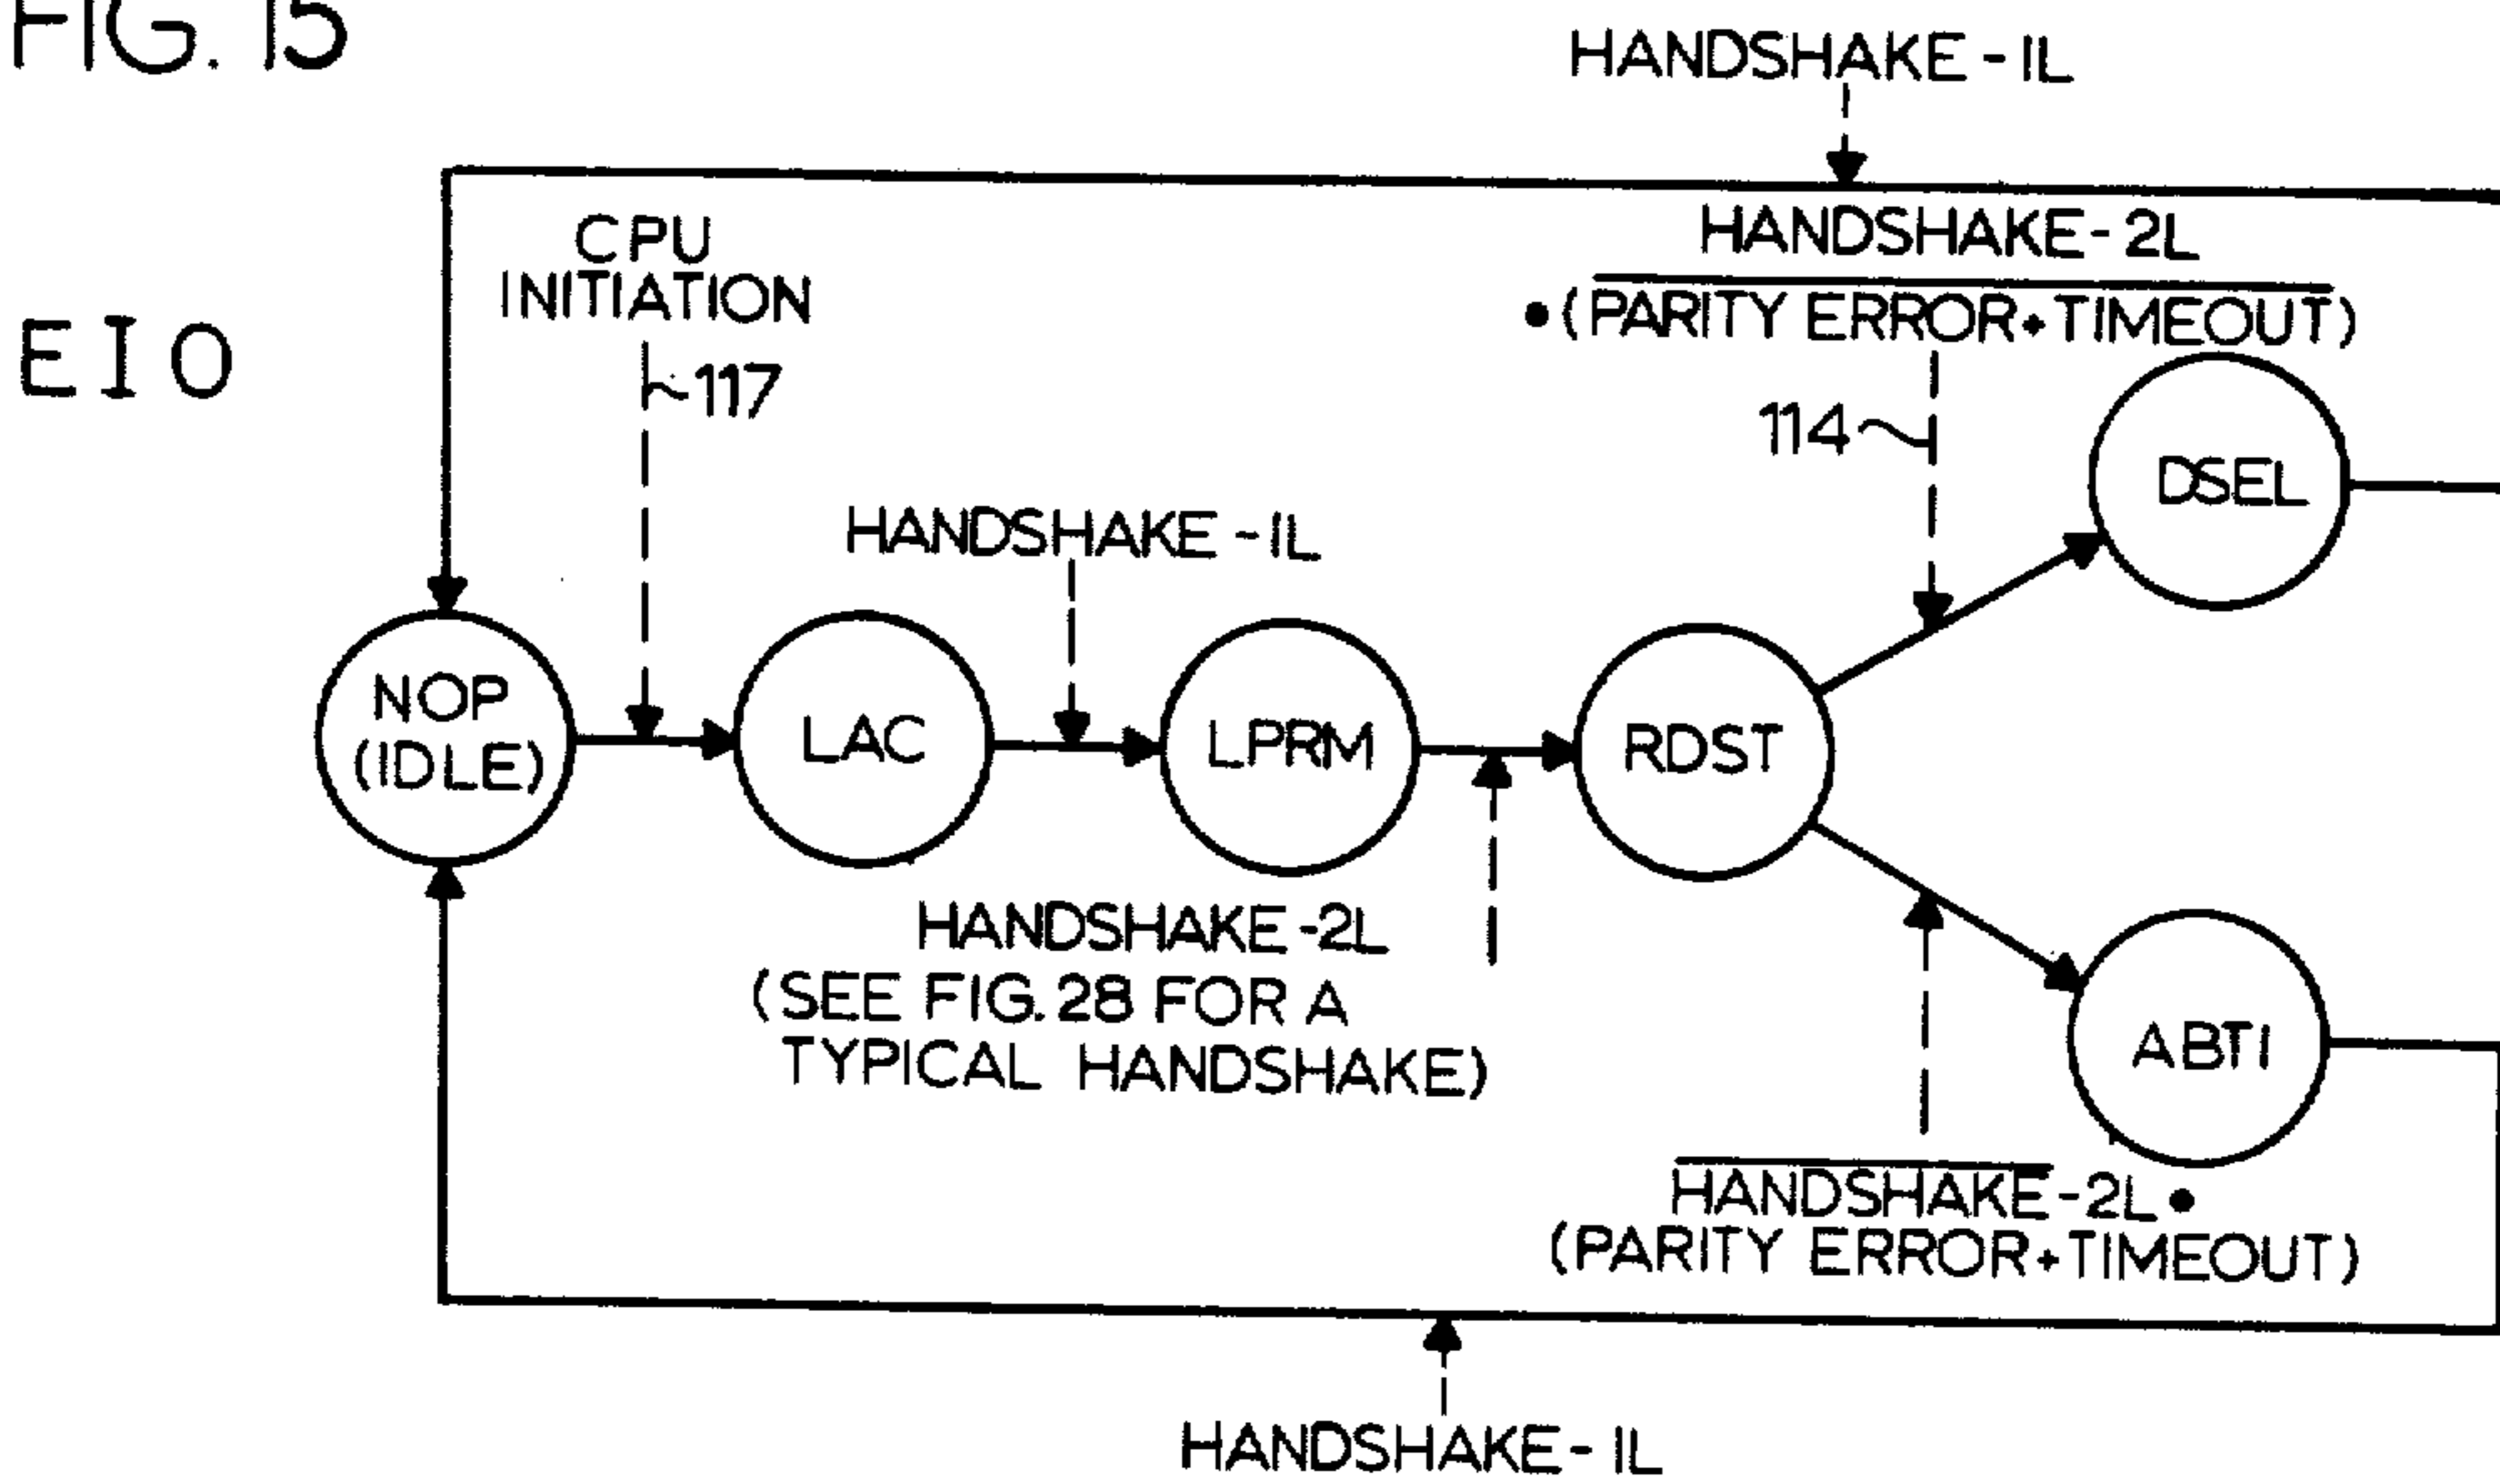 FIG. 15
HANDSHAKE-1L
CPU
INITIATION
117
HANDSHAKE-2L
•(PARITY ERROR+TIMEOUT)
EIO
114
DSEL
HANDSHAKE-1L
NOP
(IDLE)
LAC
LPRM
RDST
HANDSHAKE-2L
(SEE FIG. 28 FOR A
TYPICAL HANDSHAKE)
ABTI
HANDSHAKE-2L•
(PARITY ERROR+TIMEOUT)
HANDSHAKE-1L